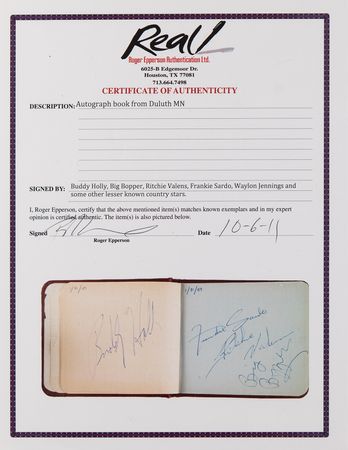 Real!
Roger Epperson Authentication Ltd.
6025-B Edgemoor Dr.
Houston, TX 77081
713.664.7498
CERTIFICATE OF AUTHENTICITY
DESCRIPTION: Autograph book from Duluth MN
SIGNED BY: Buddy Holly, Big Bopper, Ritchie Valens, Frankie Sardo, Waylon Jennings and
some other lesser known country stars.
I, Roger Epperson, certify that the above mentioned item(s) matches known exemplars and in my expert
opinion is certified authentic. The item(s) is also pictured below.
Signed Date 10-6-11
Roger Epperson
Buddy Holly
Frankie Sardo
Ritchie Valens
Big Bopper